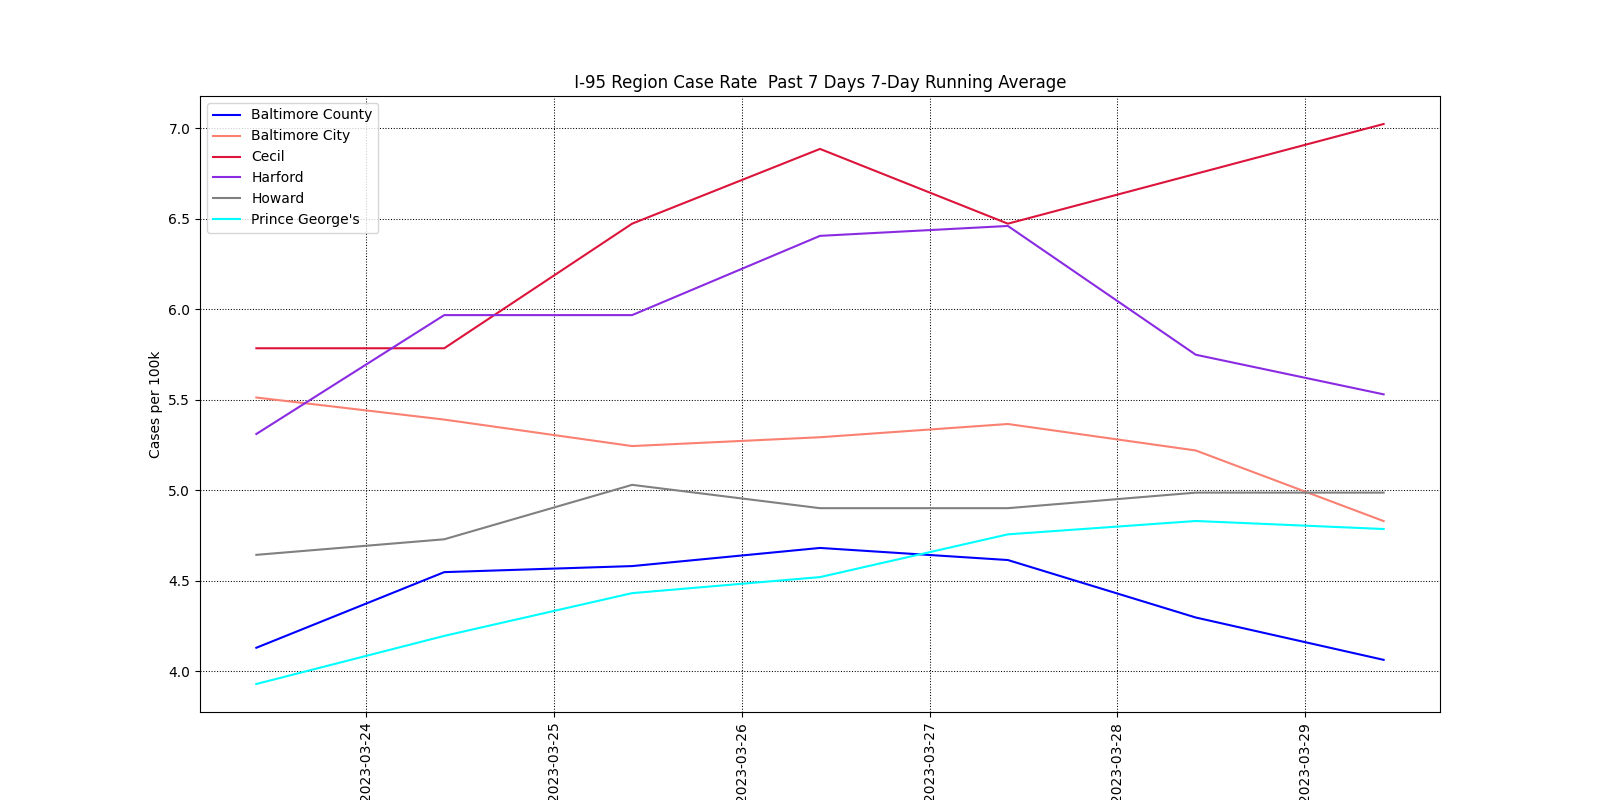 I-95 Region Case Rate  Past 7 Days 7-Day Running Average
Baltimore County
Baltimore City
Cecil
Harford
Howard
Prince George's
Cases per 100k
7.0
6.5
6.0
5.5
5.0
4.5
4.0
2023-03-24
2023-03-25
2023-03-26
2023-03-27
2023-03-28
2023-03-29